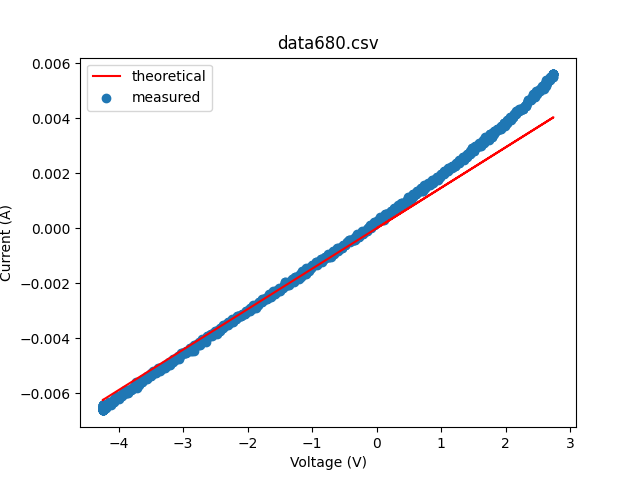 data680.csv
theoretical
measured
0.006
0.004
0.002
0.000
−0.002
−0.004
−0.006
Current (A)
−4 −3 −2 −1 0 1 2 3
Voltage (V)